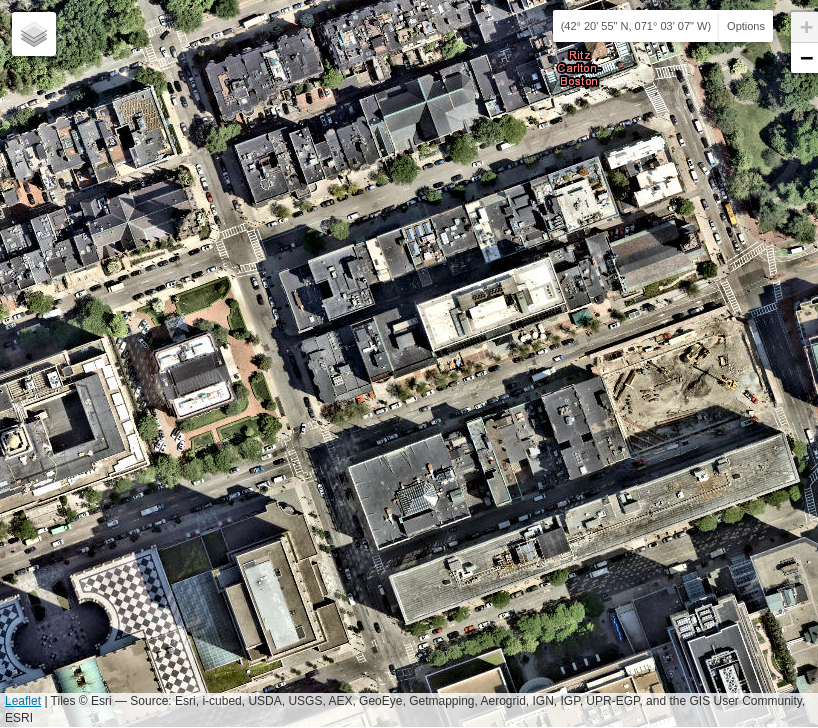 (42° 20' 55" N, 071° 03' 07" W) Options
+
−
Ritz
Carlton-
Boston
Leaflet | Tiles © Esri — Source: Esri, i-cubed, USDA, USGS, AEX, GeoEye, Getmapping, Aerogrid, IGN, IGP, UPR-EGP, and the GIS User Community,
ESRI